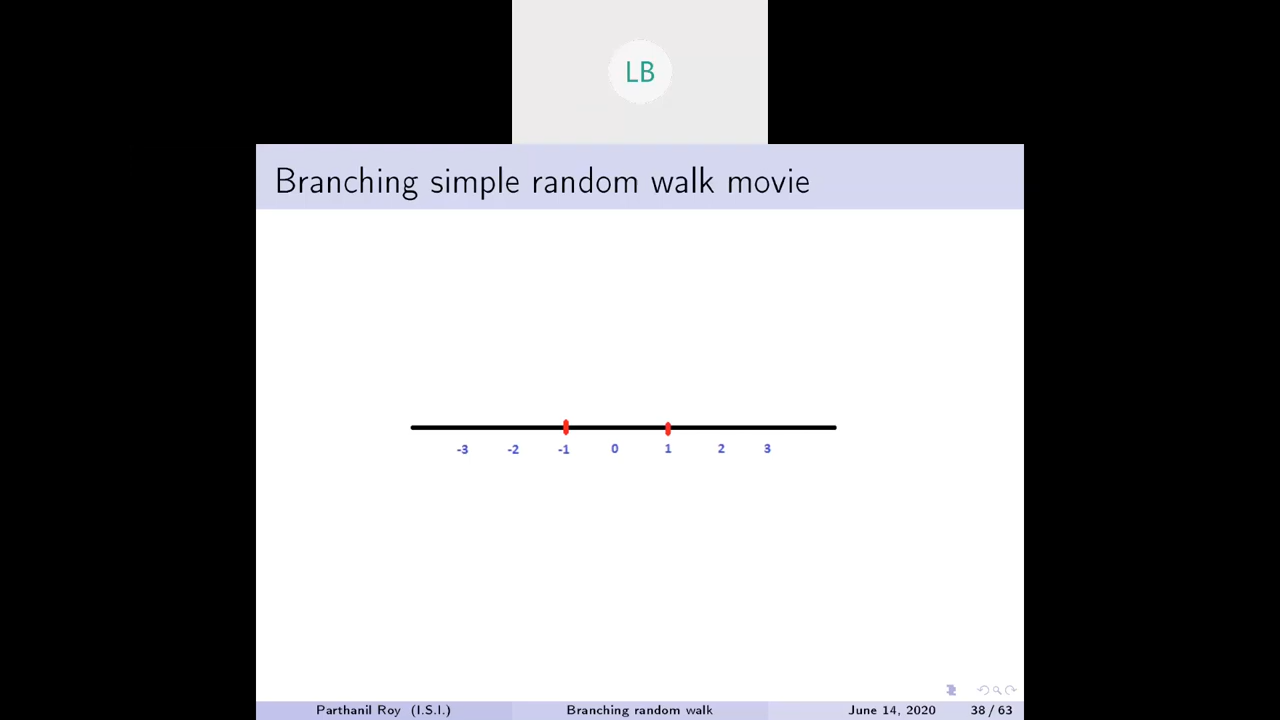 LB
Branching simple random walk movie
-3 -2 -1 0 1 2 3
Parthanil Roy (I.S.I.) Branching random walk June 14, 2020 38 / 63